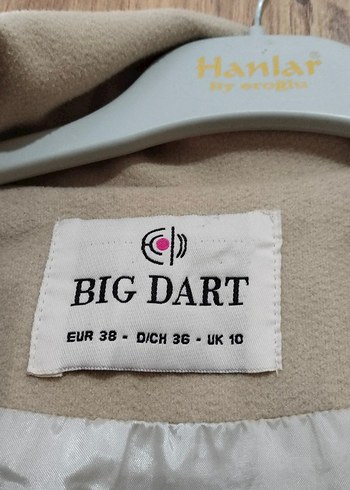 Hanlar
by eroglu
BIG DART
EUR 38 - D/CH 36 - UK 10